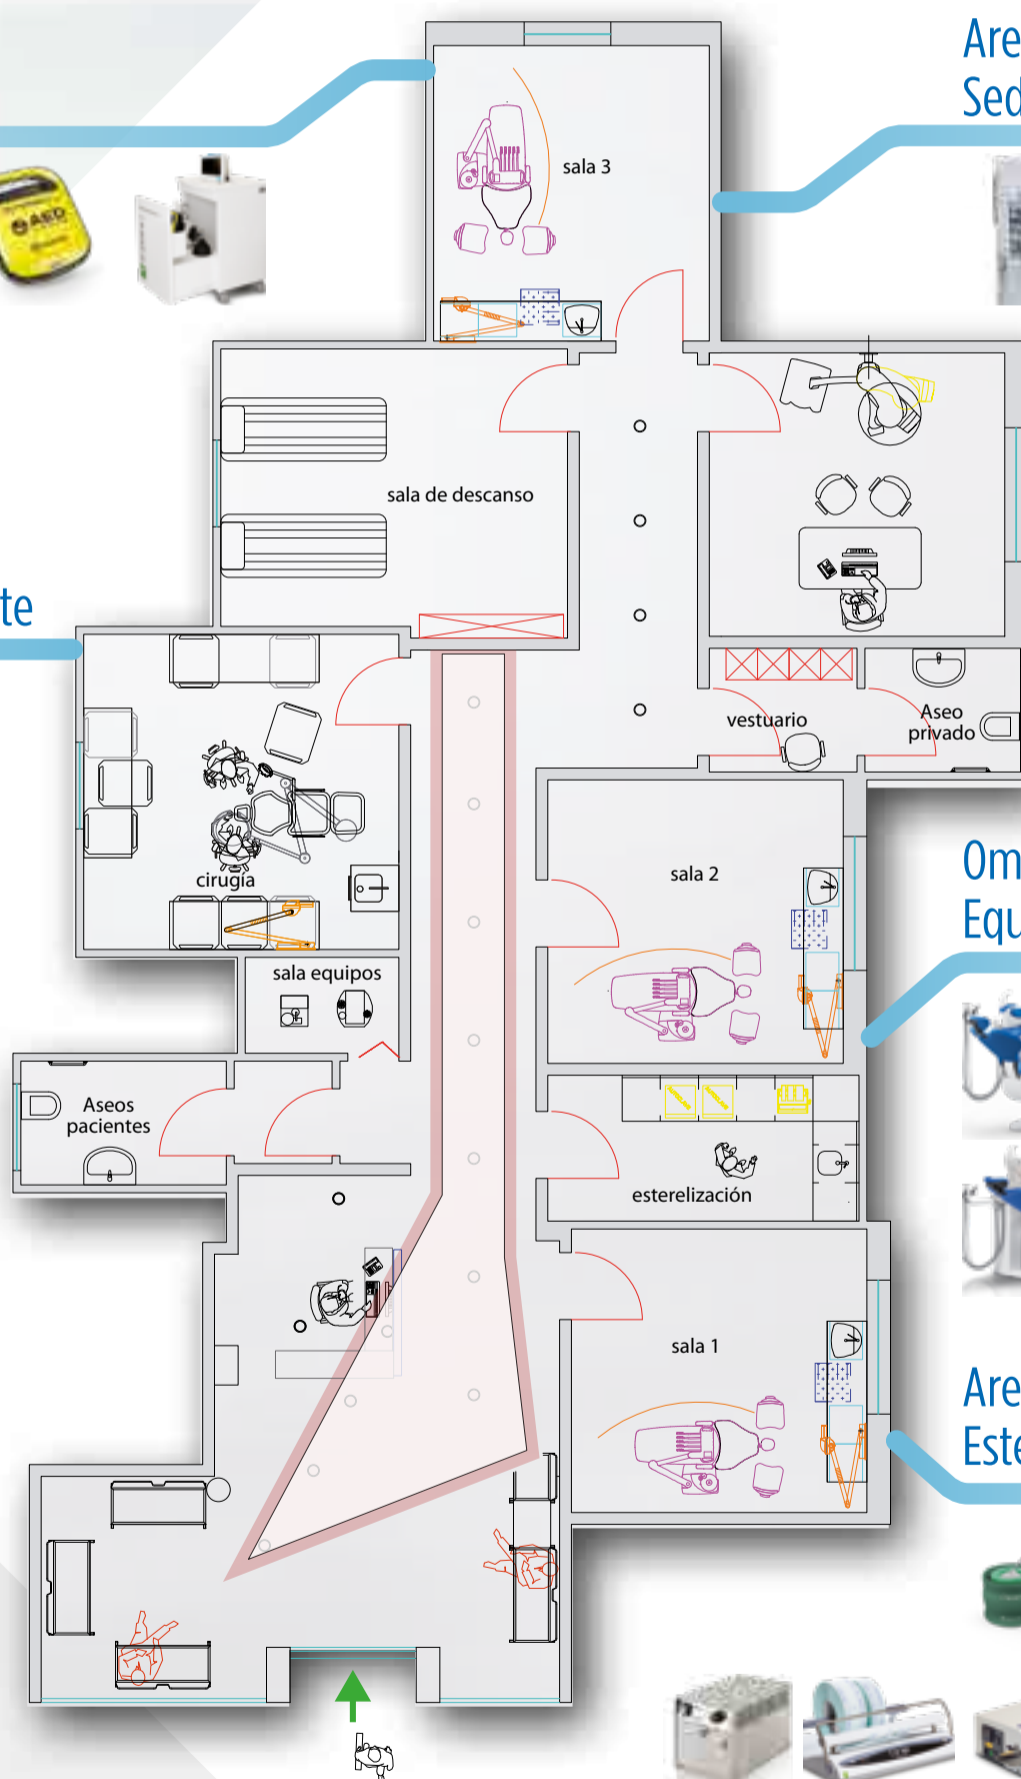 Are
Sed
AED
sala 3
sala de descanso
te
vestuario
Aseo
privado
cirugía
sala 2
Om
Equ
sala equipos
Aseos
pacientes
esterelización
sala 1
Are
Este